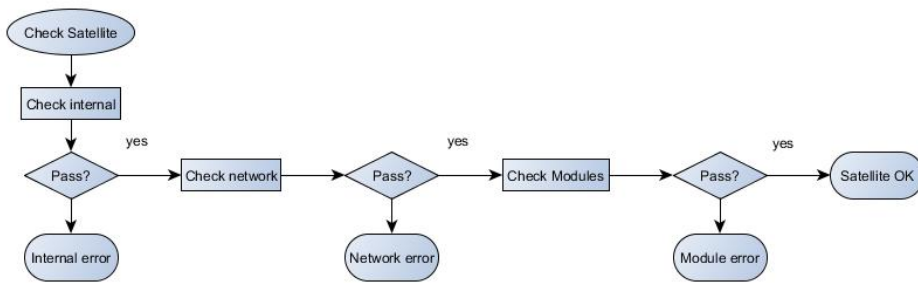 Check Satellite
Check internal
yes
yes
yes
Pass?
Check network
Pass?
Check Modules
Pass?
Satellite OK
Internal error
Network error
Module error